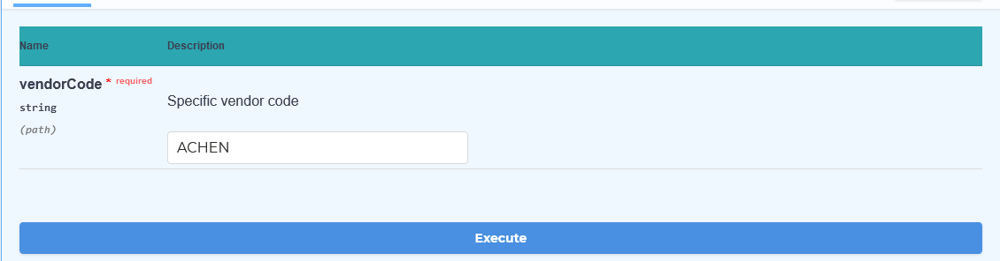 Name Description
vendorCode * required
string
(path)
Specific vendor code
ACHEN
Execute